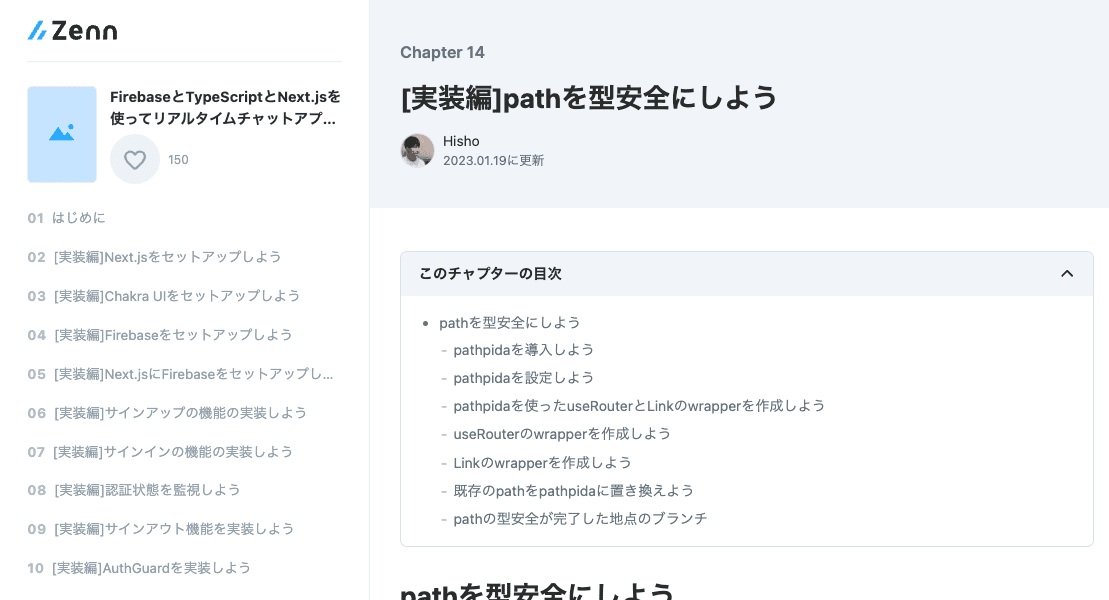 Zenn
FirebaseとTypeScriptとNext.jsを
使ってリアルタイムチャットアプ...
150
01 はじめに
02 [実装編]Next.jsをセットアップしよう
03 [実装編]Chakra UIをセットアップしよう
04 [実装編]Firebaseをセットアップしよう
05 [実装編]Next.jsにFirebaseをセットアップし...
06 [実装編]サインアップの機能の実装しよう
07 [実装編]サインインの機能の実装しよう
08 [実装編]認証状態を監視しよう
09 [実装編]サインアウト機能を実装しよう
10 [実装編]AuthGuardを実装しよう
Chapter 14
[実装編]pathを型安全にしよう
Hisho
2023.01.19に更新
このチャプターの目次
• pathを型安全にしよう
- pathpidaを導入しよう
- pathpidaを設定しよう
- pathpidaを使ったuseRouterとLinkのwrapperを作成しよう
- useRouterのwrapperを作成しよう
- Linkのwrapperを作成しよう
- 既存のpathをpathpidaに置き換えよう
- pathの型安全が完了した地点のブランチ
pathを型安全にしよう